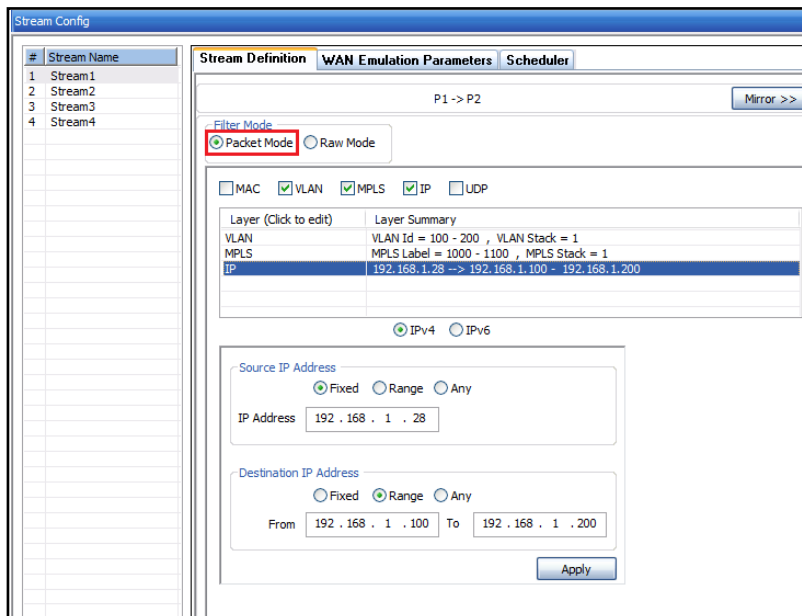 Stream Config
# Stream Name
1 Stream1
2 Stream2
3 Stream3
4 Stream4
Stream Definition WAN Emulation Parameters Scheduler
P1 -> P2 Mirror >>
Filter Mode
Packet Mode Raw Mode
MAC VLAN MPLS IP UDP
Layer (Click to edit) Layer Summary
VLAN VLAN Id = 100 - 200 , VLAN Stack = 1
MPLS MPLS Label = 1000 - 1100 , MPLS Stack = 1
IP 192.168.1.28 --> 192.168.1.100 - 192.168.1.200
IPv4 IPv6
Source IP Address
Fixed Range Any
IP Address 192 . 168 . 1 . 28
Destination IP Address
Fixed Range Any
From 192 . 168 . 1 . 100 To 192 . 168 . 1 . 200
Apply